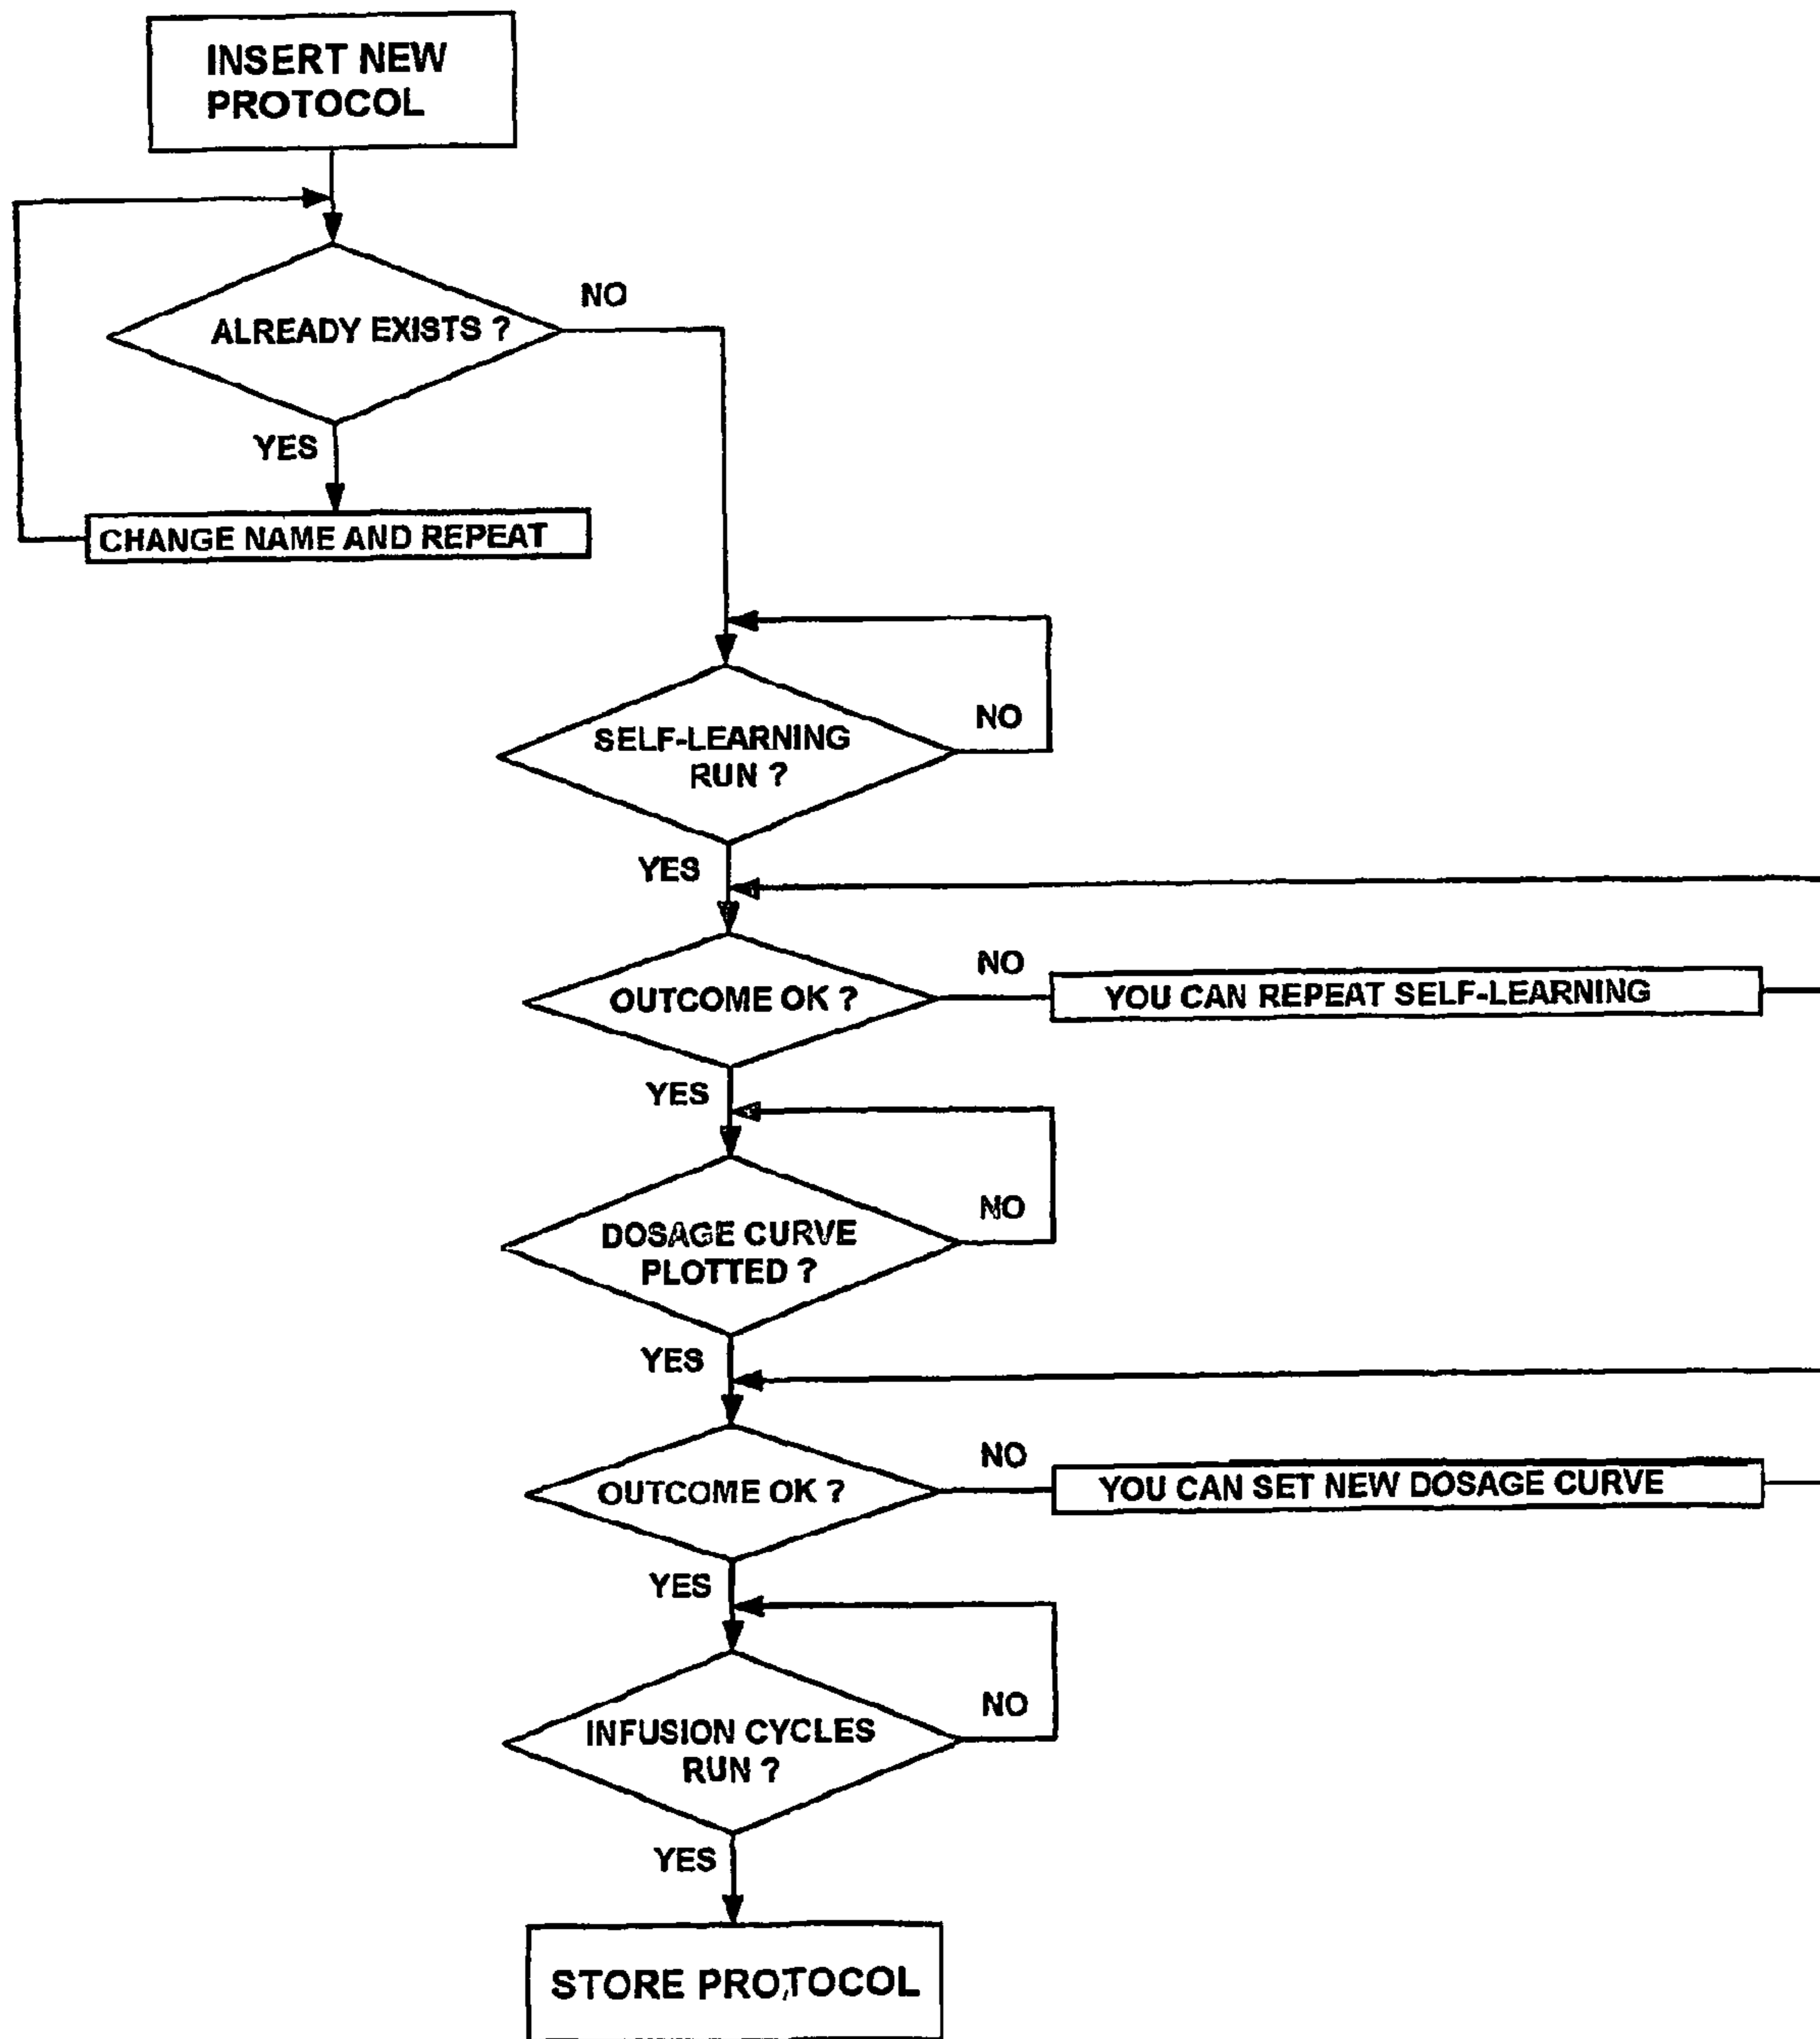 INSERT NEW
PROTOCOL
NO
ALREADY EXISTS ?
YES
CHANGE NAME AND REPEAT
NO
SELF-LEARNING
RUN ?
YES
NO
OUTCOME OK ?
YOU CAN REPEAT SELF-LEARNING
YES
NO
DOSAGE CURVE
PLOTTED ?
YES
NO
OUTCOME OK ?
YOU CAN SET NEW DOSAGE CURVE
YES
NO
INFUSION CYCLES
RUN ?
YES
STORE PROTOCOL